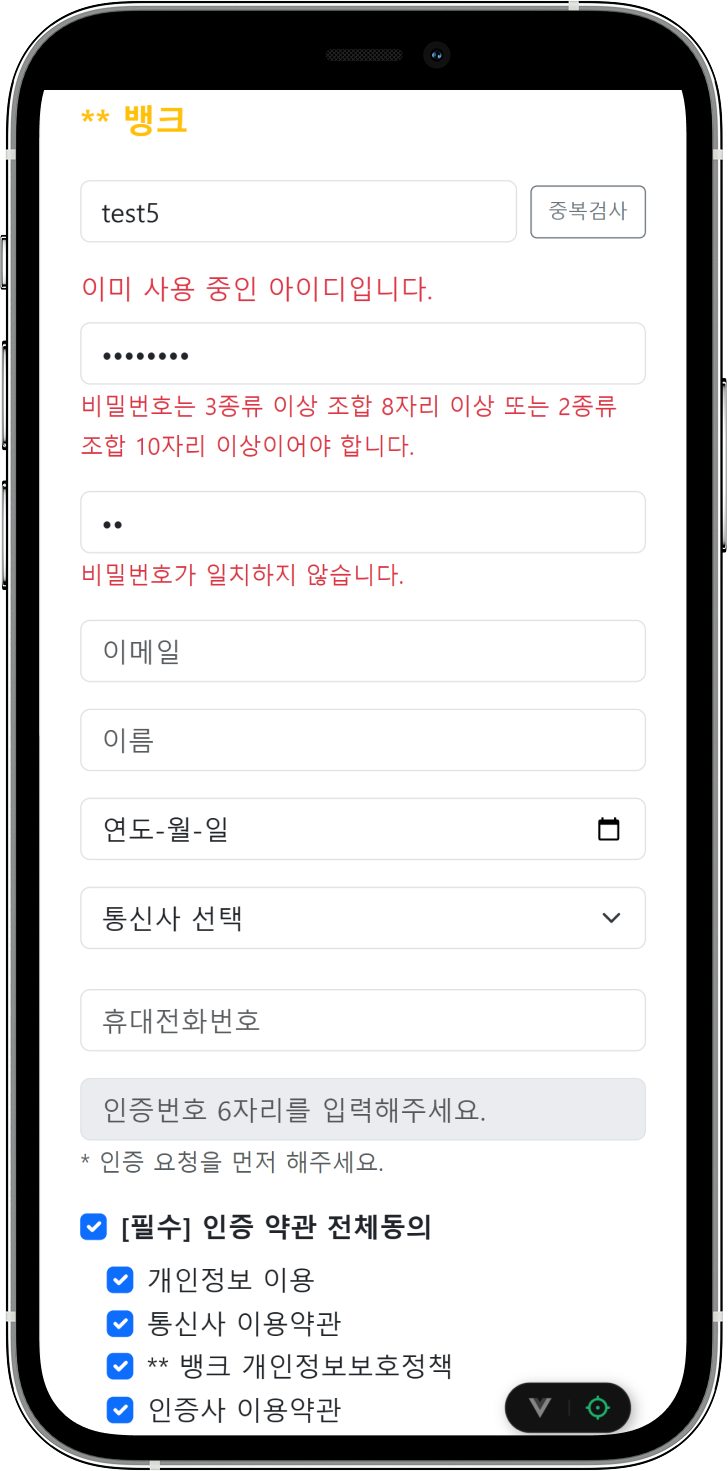 ** 뱅크
test5
중복검사
이미 사용 중인 아이디입니다.
••••••••
비밀번호는 3종류 이상 조합 8자리 이상 또는 2종류
조합 10자리 이상이어야 합니다.
••
비밀번호가 일치하지 않습니다.
이메일
이름
연도-월-일
통신사 선택
휴대전화번호
인증번호 6자리를 입력해주세요.
* 인증 요청을 먼저 해주세요.
[필수] 인증 약관 전체동의
개인정보 이용
통신사 이용약관
** 뱅크 개인정보보호정책
인증사 이용약관